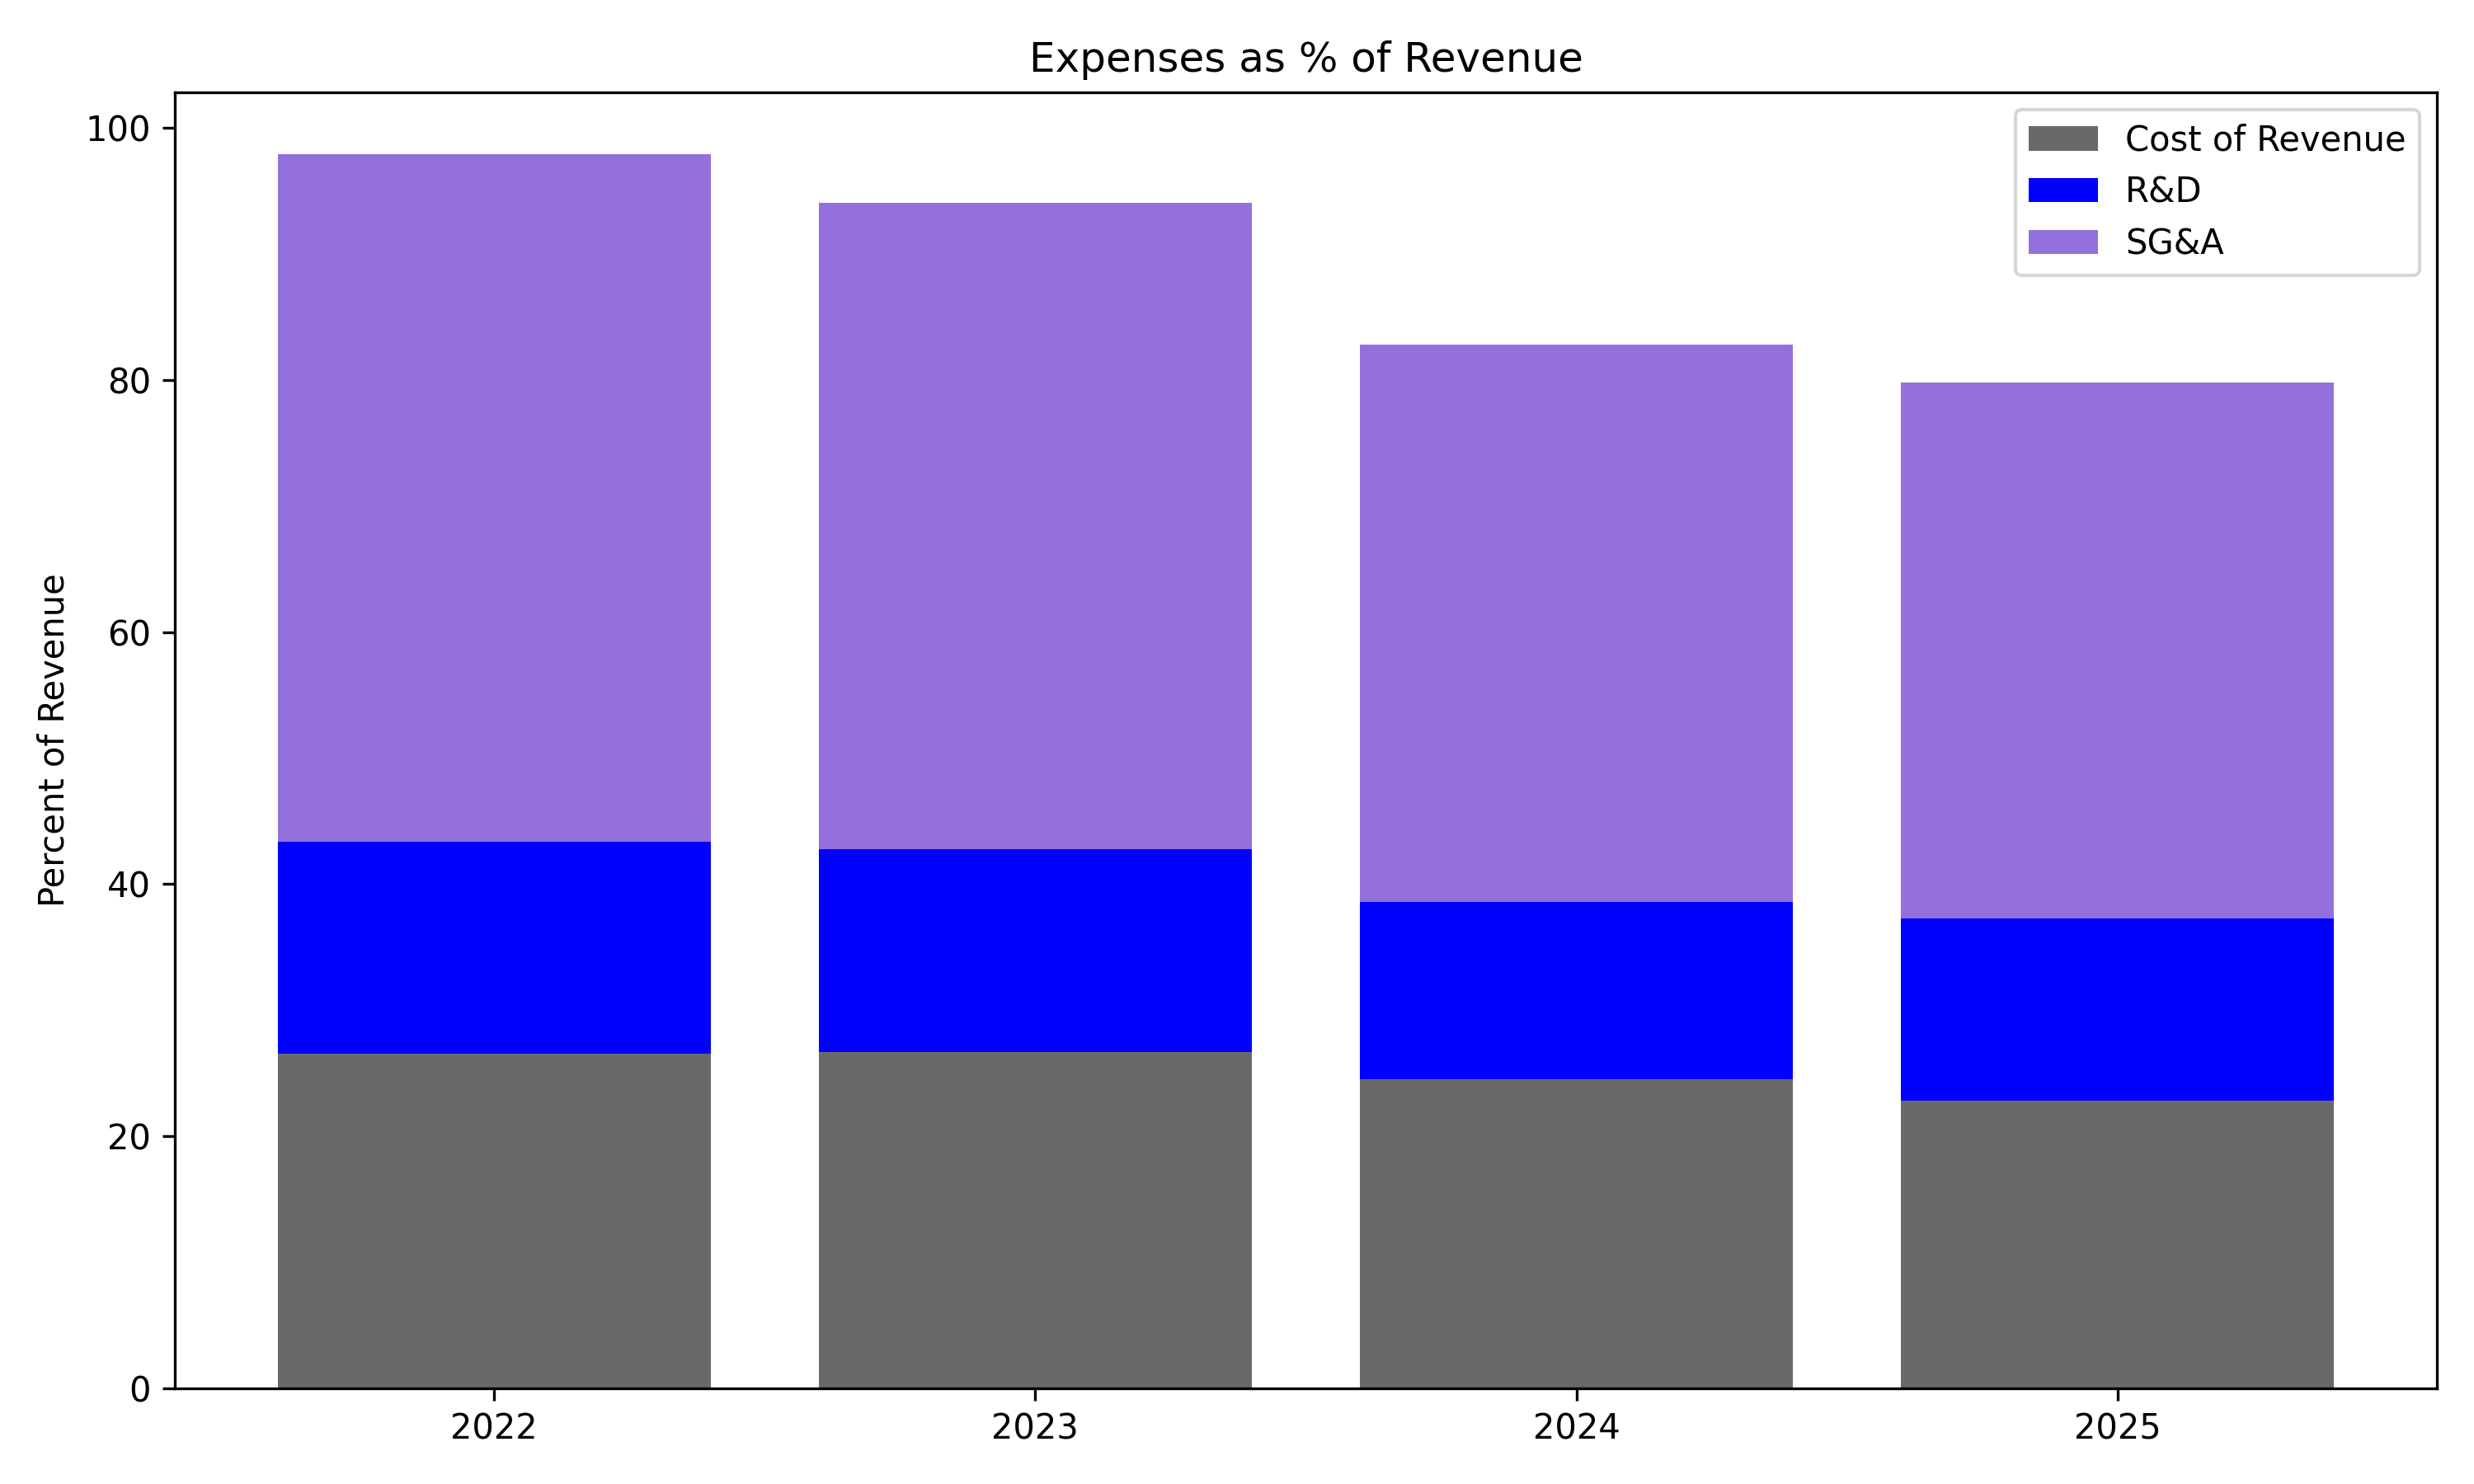 Expenses as % of Revenue
Percent of Revenue
100
80
60
40
20
0
2022
2023
2024
2025
Cost of Revenue
R&D
SG&A